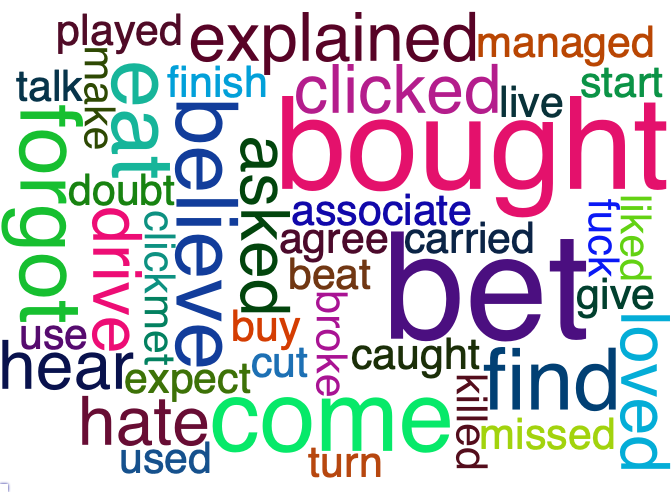 played
explained
managed
talk
make
eat
finish
clicked
live
start
forgot
believe
asked
bought
doubt
drive
clickmet
associate
agree
carried
fuck
liked
beat
bet
give
use
buy
broke
loved
hear
expect
cut
caught
killed
find
hate
come
missed
used
turn